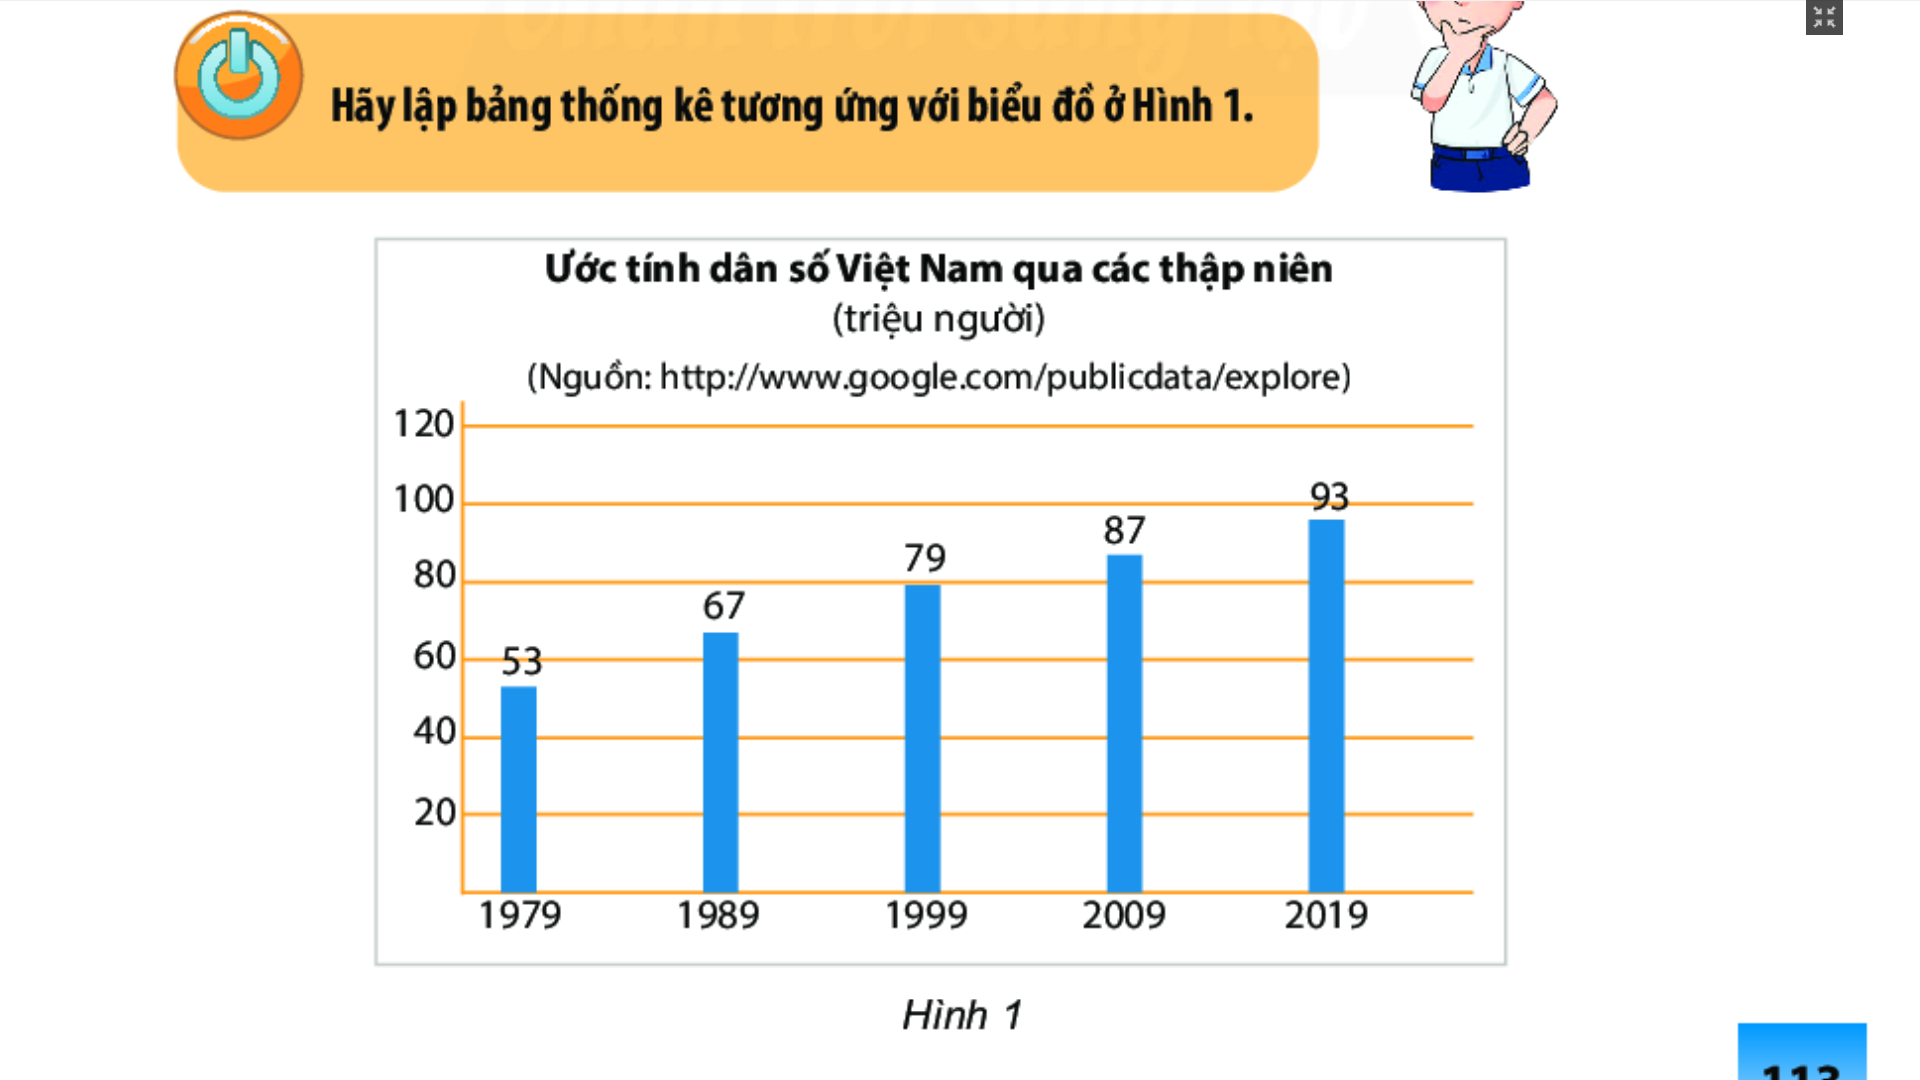 Hãy lập bảng thống kê tương ứng với biểu đồ ở Hình 1.
Ước tính dân số Việt Nam qua các thập niên
(triệu người)
(Nguồn: http://www.google.com/publicdata/explore)
120
100
80
60
40
20
53
67
79
87
93
1979 1989 1999 2009 2019
Hình 1
113